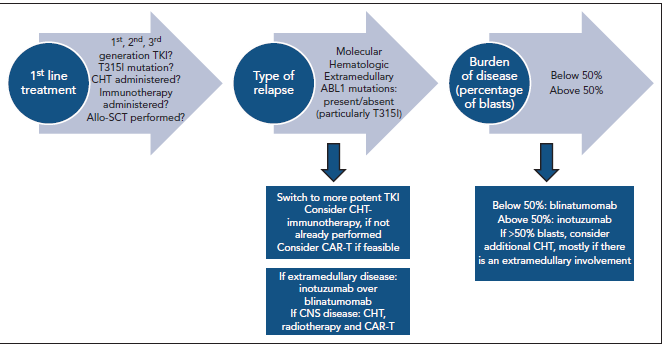 1st line
treatment
1st, 2nd, 3rd
generation TKI?
T315I mutation?
CHT administered?
Immunotherapy
administered?
Allo-SCT performed?
Type of
relapse
Molecular
Hematologic
Extramedullary
ABL1 mutations:
present/absent
(particularly T315I)
Burden
of disease
(percentage
of blasts)
Below 50%
Above 50%
Switch to more potent TKI
Consider CHT-
immunotherapy, if not
already performed
Consider CAR-T if feasible
If extramedullary disease:
inotuzumab over
blinatumomab
If CNS disease: CHT,
radiotherapy and CAR-T
Below 50%: blinatumomab
Above 50%: inotuzumab
If >50% blasts, consider
additional CHT, mostly if there
is an extramedullary involvement